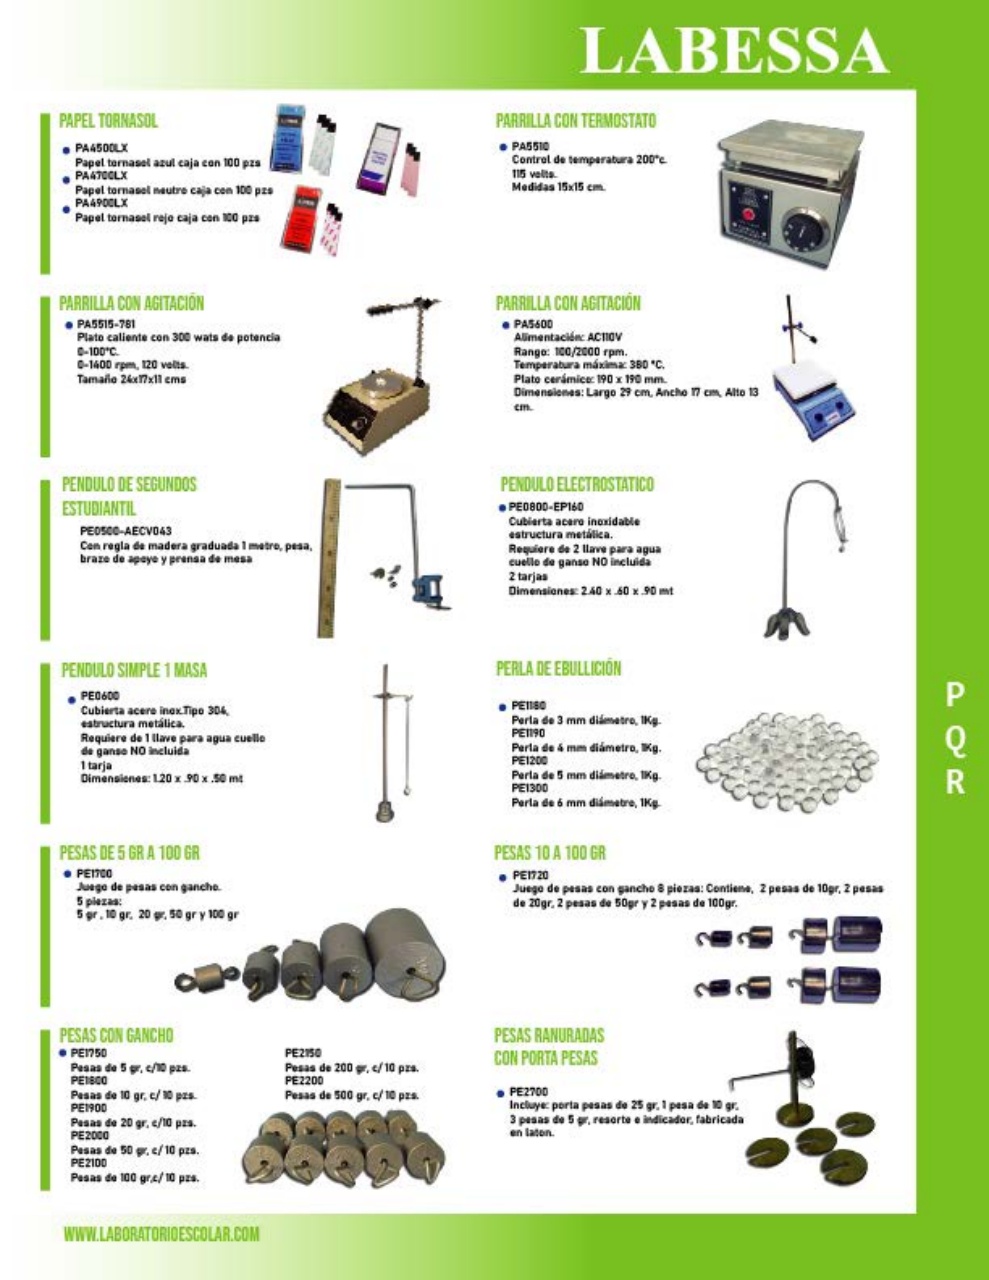 LABESSA
PAPEL TORNASOL
PA4500LX
Papel tornasol azul caja con 100 pzs
PA4700LX
Papel tornasol neutro caja con 100 pzs
PA4900LX
Papel tornasol rojo caja con 100 pzs
PARRILLA CON TERMOSTATO
PA5510
Control de temperatura 200°c.
115 volts.
Medidas 15x15 cm.
PARRILLA CON AGITACIÓN
PA5515-781
Plato caliente con 300 wats de potencia
0-100°C.
0-1400 rpm, 120 volts.
Tamaño 24x17x11 cms
PARRILLA CON AGITACIÓN
PA5600
Alimentación: AC110V
Rango: 100/2000 rpm.
Temperatura máxima: 380 °C.
Plato cerámico: 190 x 190 mm.
Dimensiones: Largo 29 cm, Ancho 17 cm, Alto 13
cm.
PENDULO DE SEGUNDOS
ESTUDIANTIL
PE0500-AECV043
Con regla de madera graduada 1 metro, pesa,
brazo de apoyo y prensa de mesa
PENDULO ELECTROSTATICO
PE0800-EP160
Cubierta acero inoxidable
estructura metálica.
Requiere de 2 llave para agua
cuello de ganso NO incluida
2 tarjas
Dimensiones: 2.40 x .60 x .90 mt
PENDULO SIMPLE 1 MASA
PE0600
Cubierta acero inox.Tipo 304,
estructura metálica.
Requiere de 1 llave para agua cuello
de ganso NO incluida
1 tarja
Dimensiones: 1.20 x .90 x .50 mt
PERLA DE EBULLICIÓN
PE1180
Perla de 3 mm diámetro, 1Kg.
PE1190
Perla de 4 mm diámetro, 1Kg.
PE1200
Perla de 5 mm diámetro, 1Kg.
PE1300
Perla de 6 mm diámetro, 1Kg.
P
Q
R
PESAS DE 5 GR A 100 GR
PE1700
Juego de pesas con gancho.
5 piezas:
5 gr , 10 gr, 20 gr, 50 gr y 100 gr
PESAS 10 A 100 GR
PE1720
Juego de pesas con gancho 8 piezas: Contiene, 2 pesas de 10gr, 2 pesas
de 20gr, 2 pesas de 50gr y 2 pesas de 100gr.
PESAS CON GANCHO
PE1750
Pesas de 5 gr, c/10 pzs.
PE1800
Pesas de 10 gr, c/ 10 pzs.
PE1900
Pesas de 20 gr, c/10 pzs.
PE2000
Pesas de 50 gr, c/ 10 pzs.
PE2100
Pesas de 100 gr,c/ 10 pzs.
PE2150
Pesas de 200 gr, c/ 10 pzs.
PE2200
Pesas de 500 gr, c/ 10 pzs.
PESAS RANURADAS
CON PORTA PESAS
PE2700
Incluye: porta pesas de 25 gr, 1 pesa de 10 gr,
3 pesas de 5 gr, resorte e indicador, fabricada
en laton.
WWW.LABORATORIOESCOLAR.COM